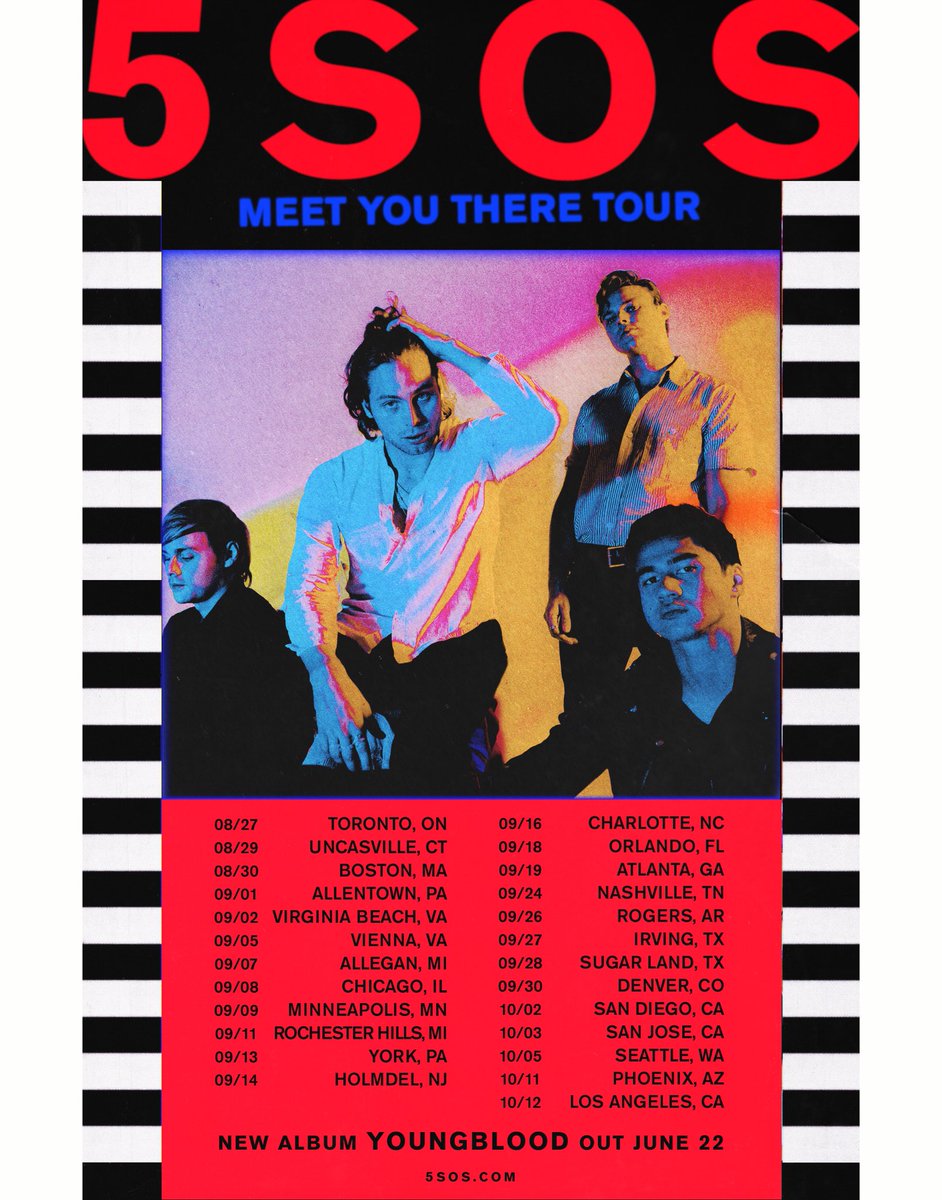 5SOS
MEET YOU THERE TOUR
08/27 TORONTO, ON
08/29 UNCASVILLE, CT
08/30 BOSTON, MA
09/01 ALLENTOWN, PA
09/02 VIRGINIA BEACH, VA
09/05 VIENNA, VA
09/07 ALLEGAN, MI
09/08 CHICAGO, IL
09/09 MINNEAPOLIS, MN
09/11 ROCHESTER HILLS, MI
09/13 YORK, PA
09/14 HOLMDEL, NJ
09/16 CHARLOTTE, NC
09/18 ORLANDO, FL
09/19 ATLANTA, GA
09/24 NASHVILLE, TN
09/26 ROGERS, AR
09/27 IRVING, TX
09/28 SUGAR LAND, TX
09/30 DENVER, CO
10/02 SAN DIEGO, CA
10/03 SAN JOSE, CA
10/05 SEATTLE, WA
10/11 PHOENIX, AZ
10/12 LOS ANGELES, CA
NEW ALBUM YOUNGBLOOD OUT JUNE 22
5SOS.COM